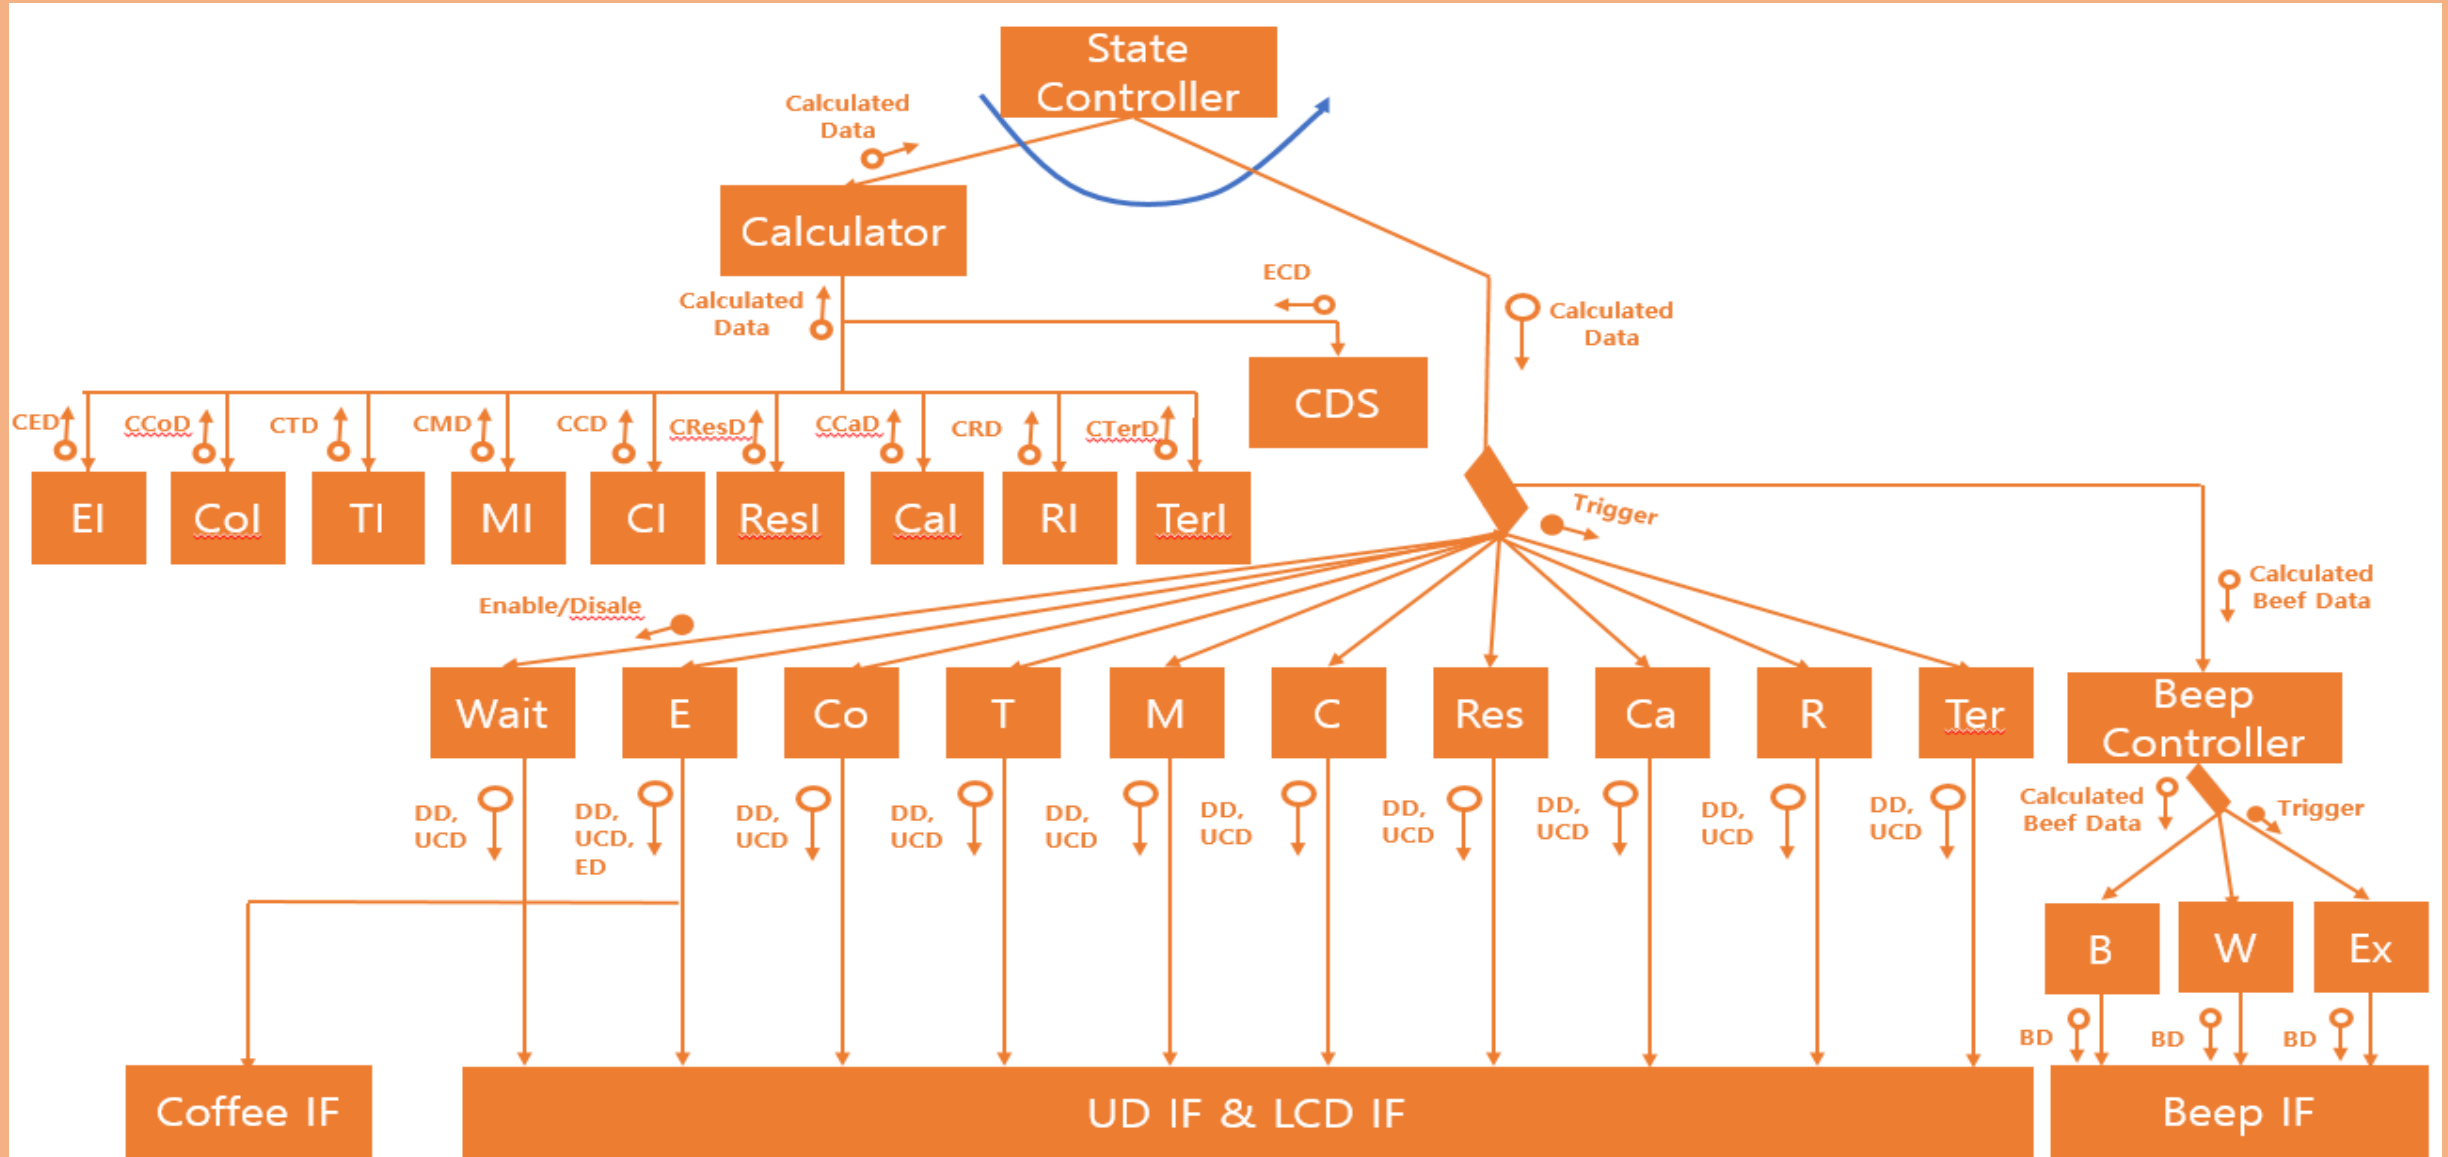 State
Controller
Calculated
Data
Calculator
ECD
Calculated
Data
Calculated
Data
CDS
CED
CCoD
CTD
CMD
CCD
CResD
CCaD
CRD
CTerD
EI
CoI
TI
MI
CI
ResI
CaI
RI
TerI
Trigger
Enable/Disale
Calculated
Beef Data
Wait
E
Co
T
M
C
Res
Ca
R
Ter
Beep
Controller
DD,
UCD
DD,
UCD,
ED
DD,
UCD
DD,
UCD
DD,
UCD
DD,
UCD
DD,
UCD
DD,
UCD
DD,
UCD
DD,
UCD
Calculated
Beef Data
Trigger
B
W
Ex
BD
BD
BD
Coffee IF
UD IF & LCD IF
Beep IF